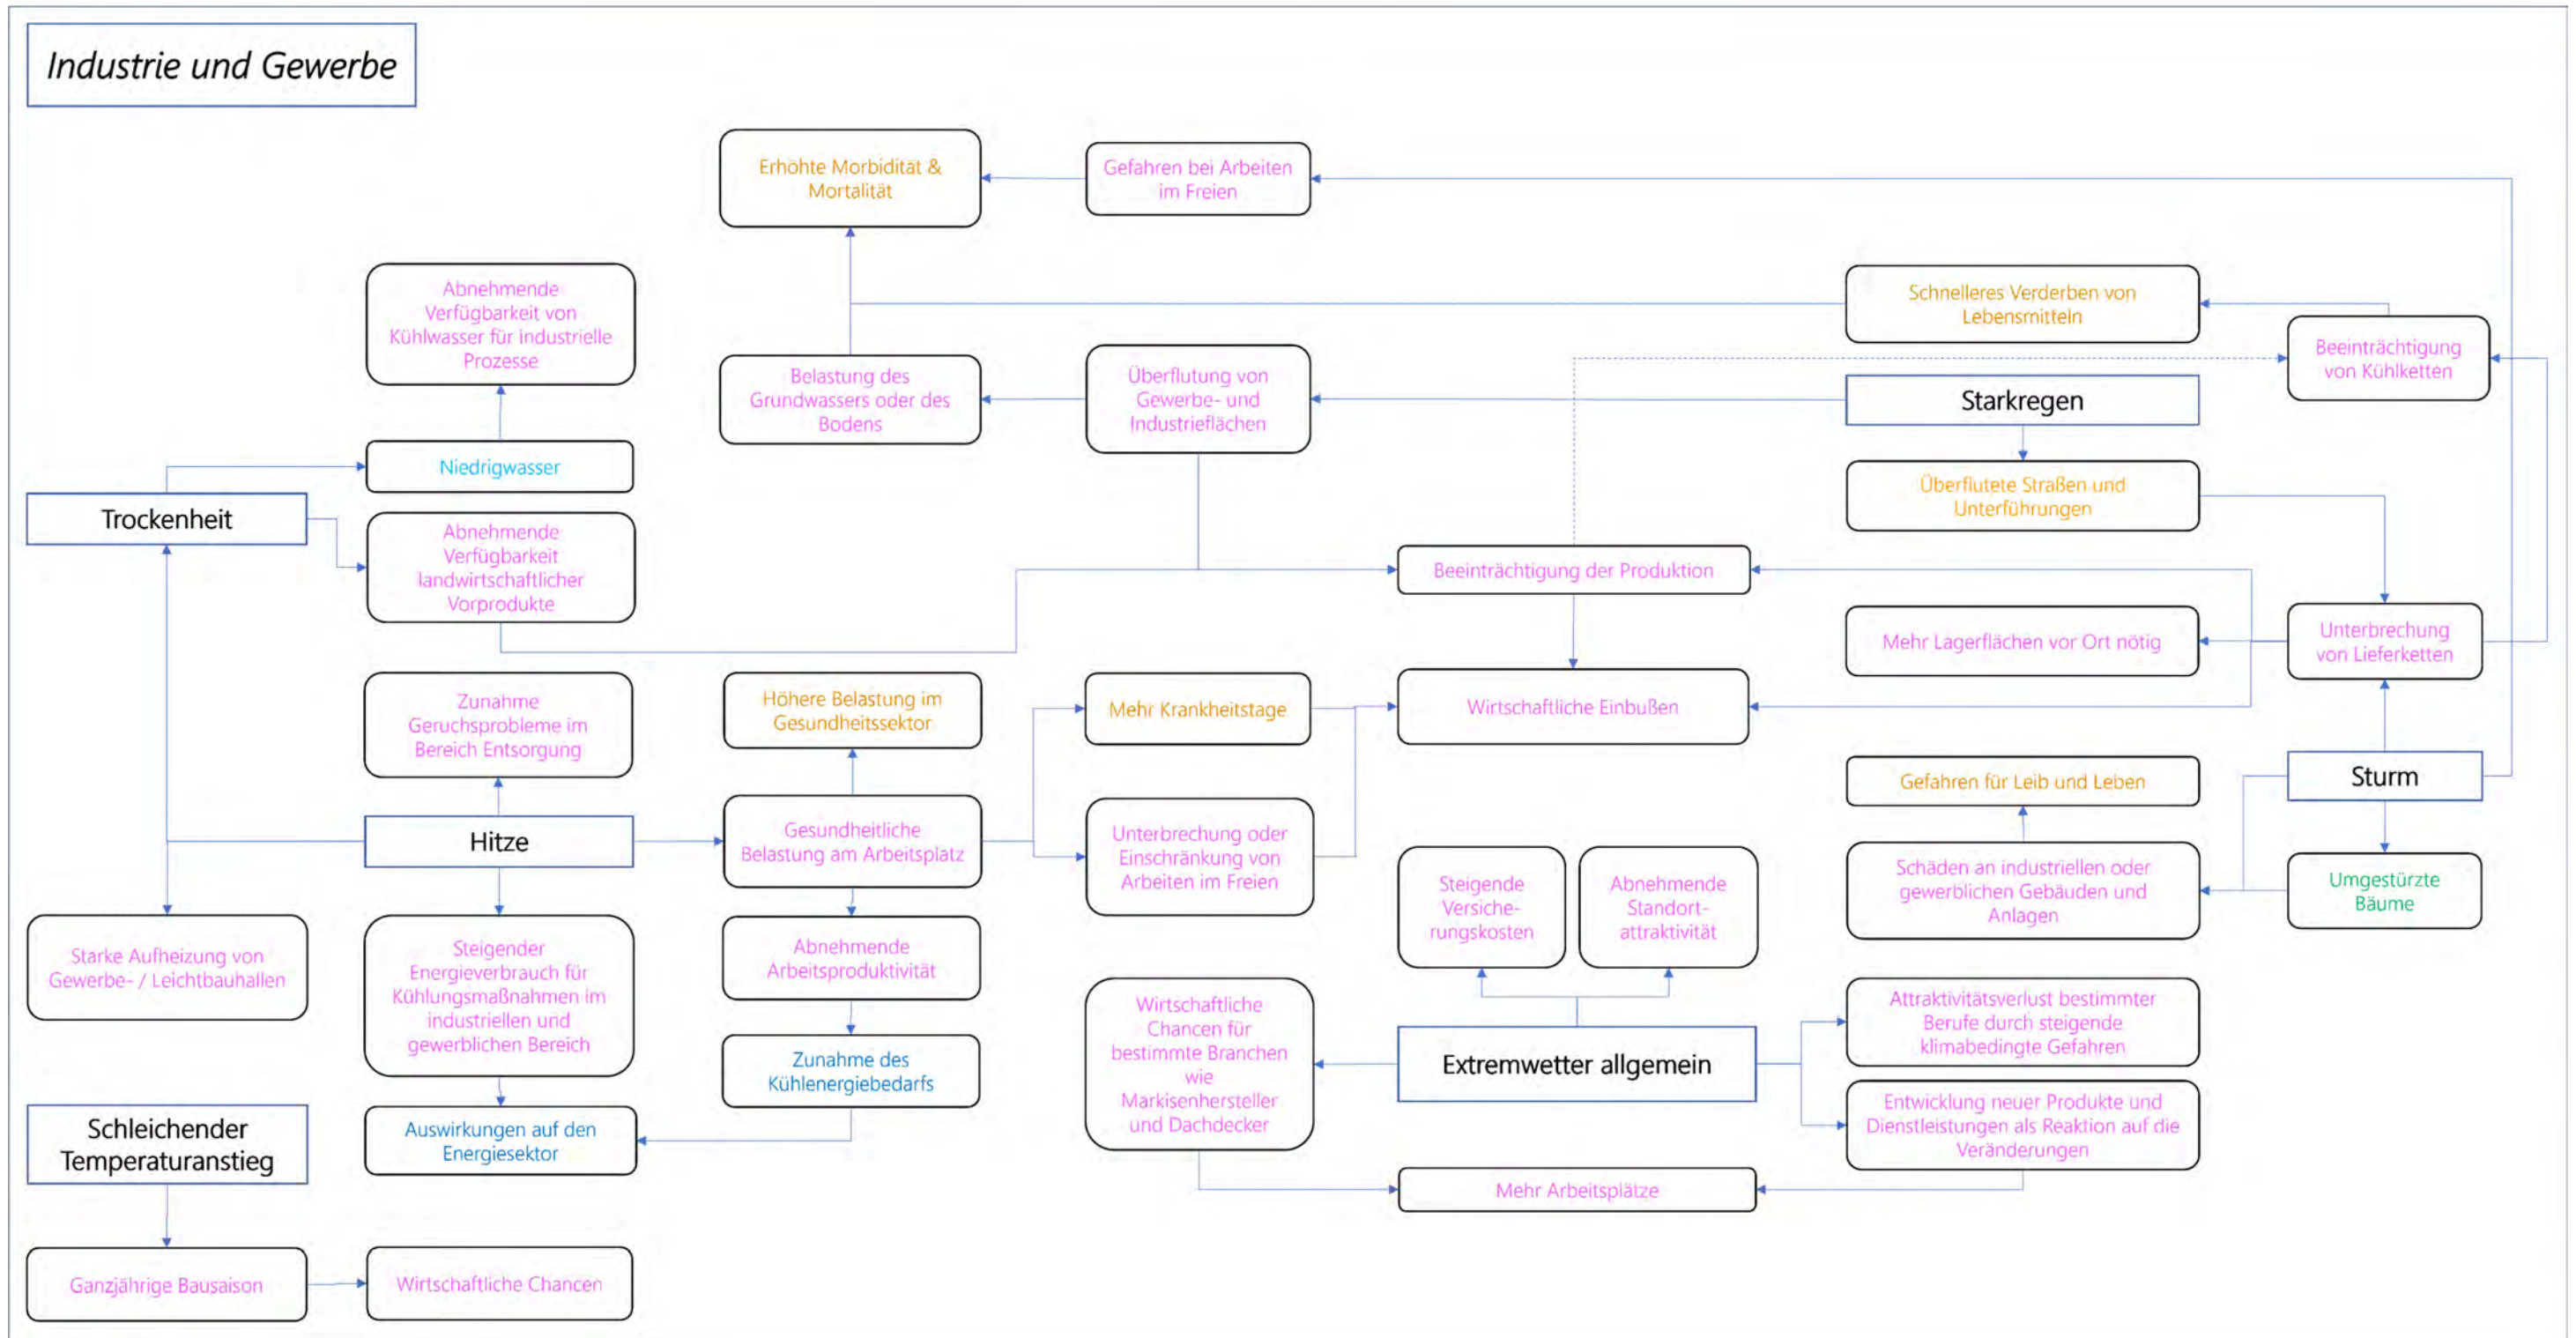 Industrie und Gewerbe
Erhöhte Morbidität &
Mortalität
Gefahren bei Arbeiten
im Freien
Abnehmende
Verfügbarkeit von
Kühlwasser für industrielle
Prozesse
Schnelleres Verderben von
Lebensmitteln
Beeinträchtigung
von Kühlketten
Belastung des
Grundwassers oder des
Bodens
Überflutung von
Gewerbe- und
Industrieflächen
Starkregen
Niedrigwasser
Überflutete Straßen und
Unterführungen
Trockenheit
Abnehmende
Verfügbarkeit
landwirtschaftlicher
Vorprodukte
Beeinträchtigung der Produktion
Mehr Lagerflächen vor Ort nötig
Unterbrechung
von Lieferketten
Zunahme
Geruchsprobleme im
Bereich Entsorgung
Höhere Belastung im
Gesundheitssektor
Mehr Krankheitstage
Wirtschaftliche Einbußen
Gefahren für Leib und Leben
Sturm
Hitze
Gesundheitliche
Belastung am Arbeitsplatz
Unterbrechung oder
Einschränkung von
Arbeiten im Freien
Steigende
Versiche-
rungskosten
Abnehmende
Standort-
attraktivität
Schäden an industriellen oder
gewerblichen Gebäuden und
Anlagen
Umgestürzte
Bäume
Starke Aufheizung von
Gewerbe- / Leichtbauhallen
Steigender
Energieverbrauch für
Kühlungsmaßnahmen im
industriellen und
gewerblichen Bereich
Abnehmende
Arbeitsproduktivität
Wirtschaftliche
Chancen für
bestimmte Branchen
wie
Markisenhersteller
und Dachdecker
Extremwetter allgemein
Attraktivitätsverlust bestimmter
Berufe durch steigende
klimabedingte Gefahren
Zunahme des
Kühlenergiebedarfs
Entwicklung neuer Produkte und
Dienstleistungen als Reaktion auf die
Veränderungen
Schleichender
Temperaturanstieg
Auswirkungen auf den
Energiesektor
Mehr Arbeitsplätze
Ganzjährige Bausaison
Wirtschaftliche Chancen